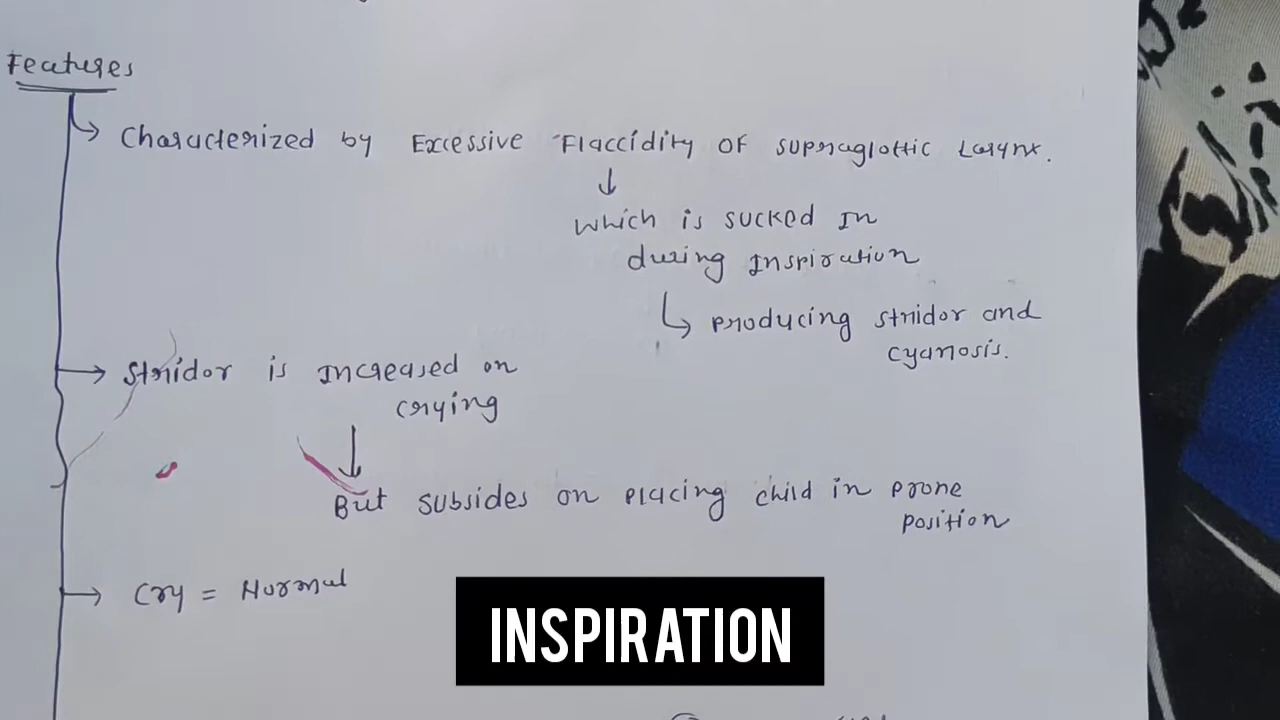 Features
Characterized by Excessive Flaccidity OF supraglottic Larynx.
which is sucked In
during Inspiration
producing stridor and
cyanosis.
Stridor is increased on
crying
But subsides on placing child in prone
position
Cry = Normal
INSPIRATION